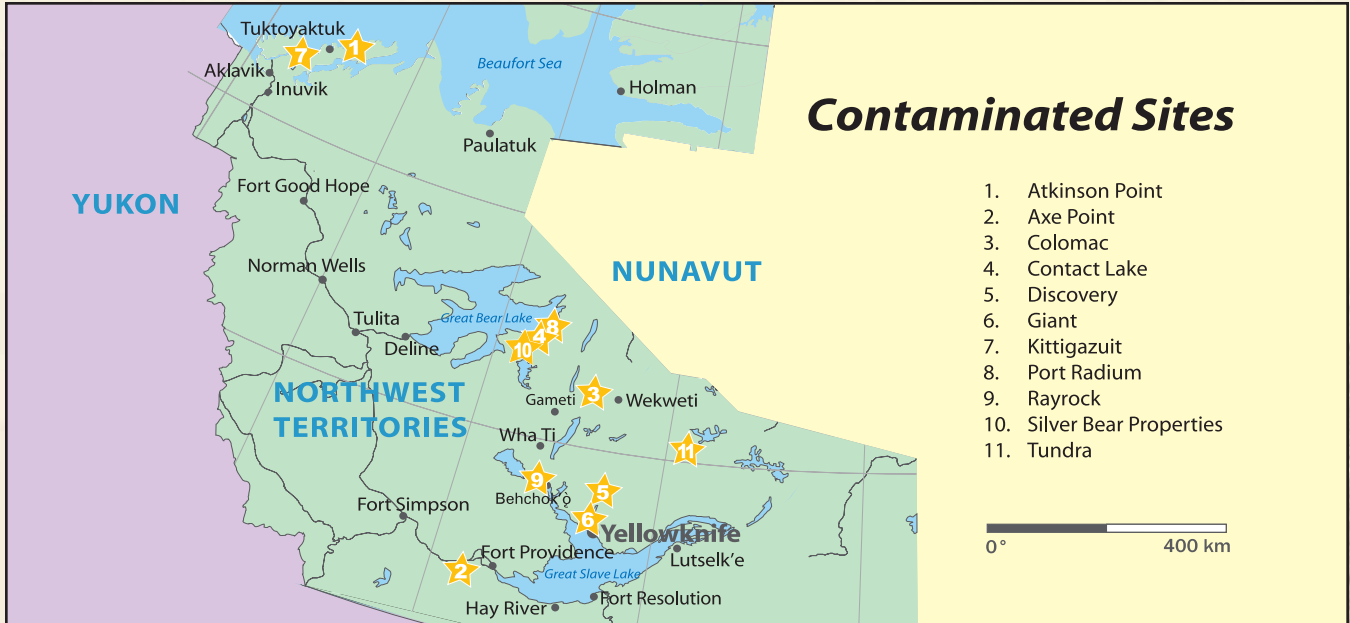 Tuktoyaktuk
7
1
Aklavik
Inuvik
Beaufort Sea
Holman
Paulatuk
Contaminated Sites
YUKON
Fort Good Hope
Norman Wells
NUNAVUT
Tulita
Deline
Great Bear Lake
8
4
10
NORTHWEST
TERRITORIES
Gameti
3
Wekweti
Wha Ti
11
9
Behchok ò
5
6
Yellowknife
Fort Simpson
2
Fort Providence
Lutselk'e
Great Slave Lake
Hay River
Fort Resolution
1. Atkinson Point
2. Axe Point
3. Colomac
4. Contact Lake
5. Discovery
6. Giant
7. Kittigazuit
8. Port Radium
9. Rayrock
10. Silver Bear Properties
11. Tundra
0° 400 km